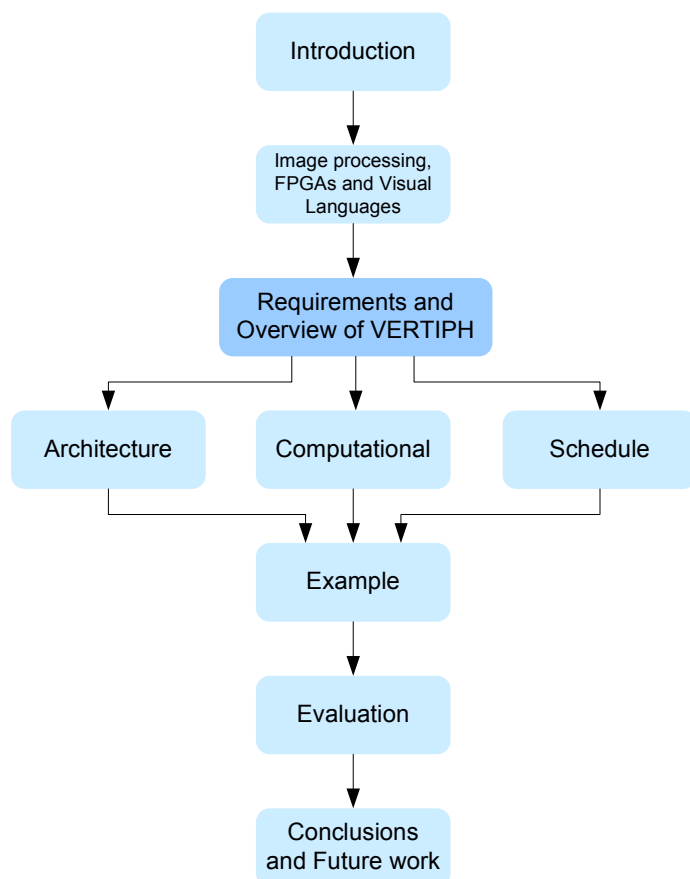 Introduction
Image processing,
FPGAs and Visual
Languages
Requirements and
Overview of VERTIPH
Architecture
Computational
Schedule
Example
Evaluation
Conclusions
and Future work